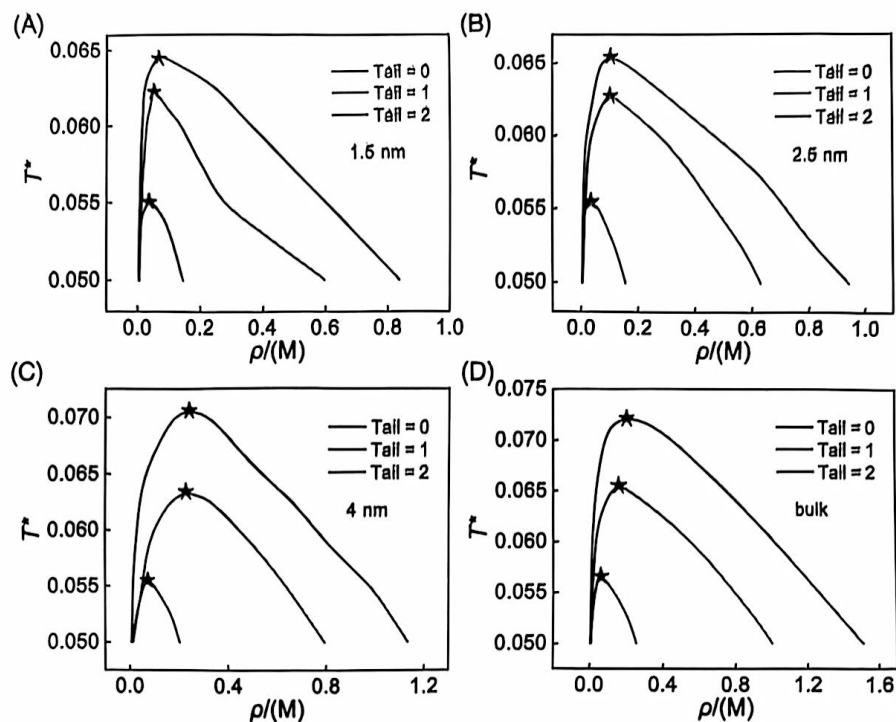 (A)
0.065
0.060
0.055
0.050
T*
Tail = 0
Tail = 1
Tail = 2
1.5 nm
0.0 0.2 0.4 0.6 0.8 1.0
ρ/(M)
(B)
0.065
0.060
0.055
0.050
T*
Tail = 0
Tail = 1
Tail = 2
2.5 nm
0.0 0.2 0.4 0.6 0.8 1.0
ρ/(M)
(C)
0.070
0.065
0.060
0.055
0.050
T*
Tail = 0
Tail = 1
Tail = 2
4 nm
0.0 0.4 0.8 1.2
ρ/(M)
(D)
0.075
0.070
0.065
0.060
0.055
0.050
T*
Tail = 0
Tail = 1
Tail = 2
bulk
0.0 0.4 0.8 1.2 1.6
ρ/(M)